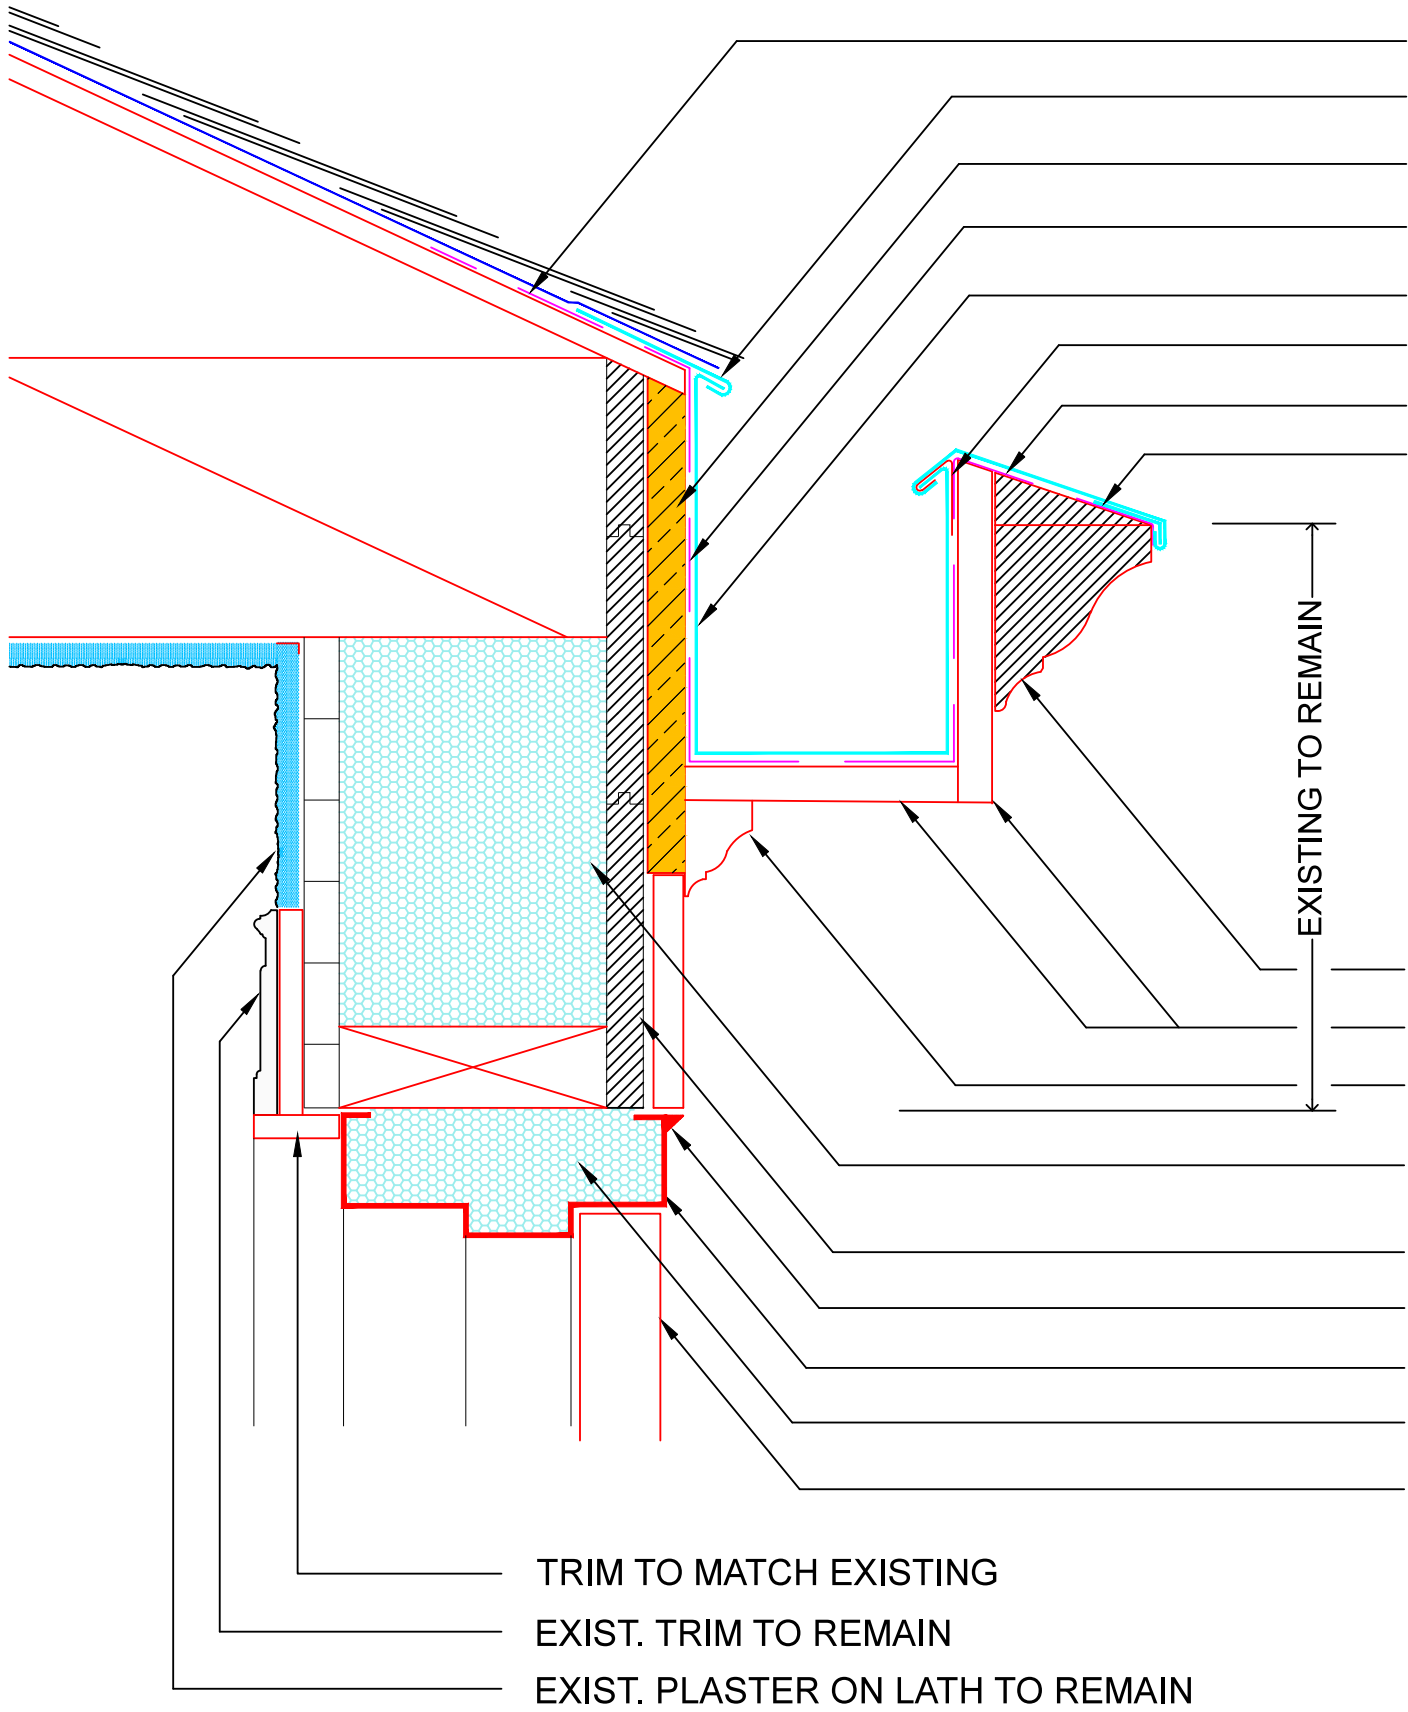 EXISTING TO REMAIN
TRIM TO MATCH EXISTING
EXIST. TRIM TO REMAIN
EXIST. PLASTER ON LATH TO REMAIN